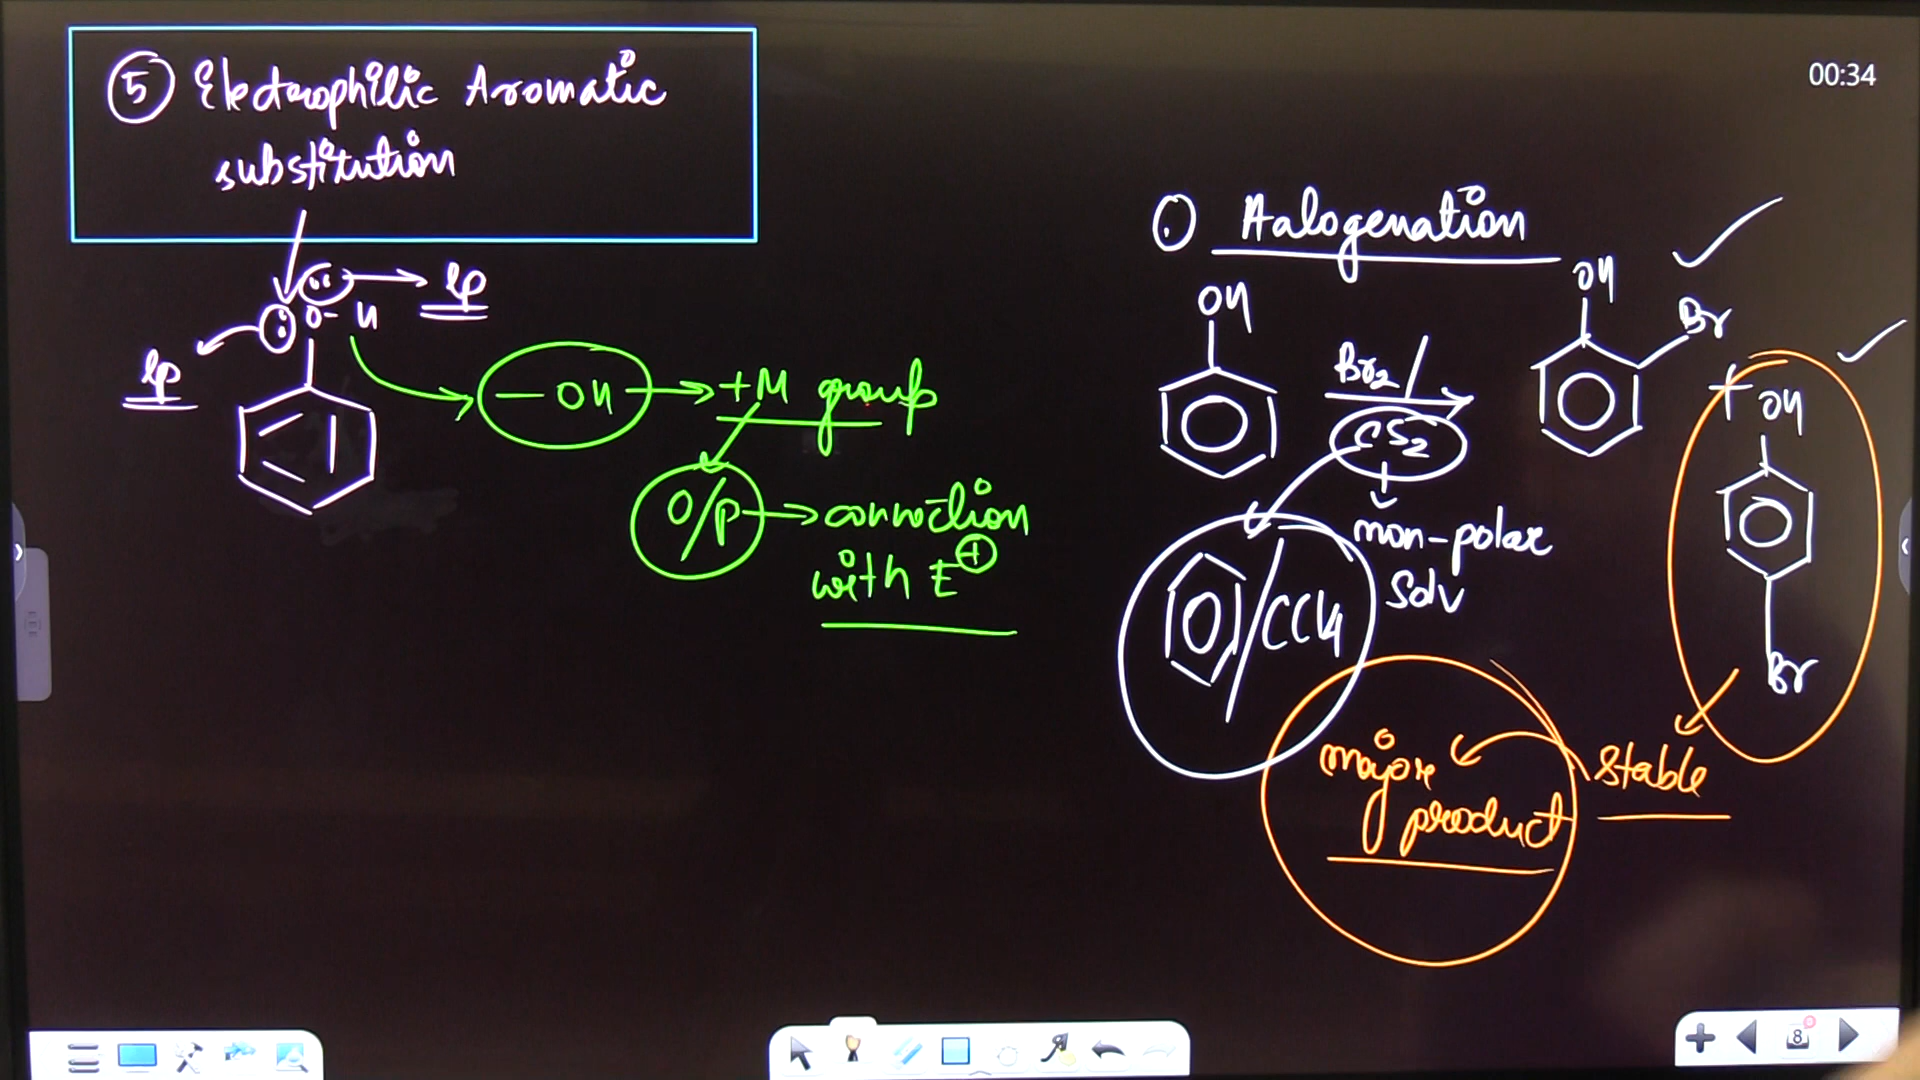 ⑤ Electrophilic Aromatic
substitution
lp
O-H
lp
-OH
+M group
O/p
connection
with E⊕
① Halogenation
OH
Br2/
CS2
non-polar
solv
/CCl4
OH
Br
+
OH
Br
stable
major
product
00:34
8